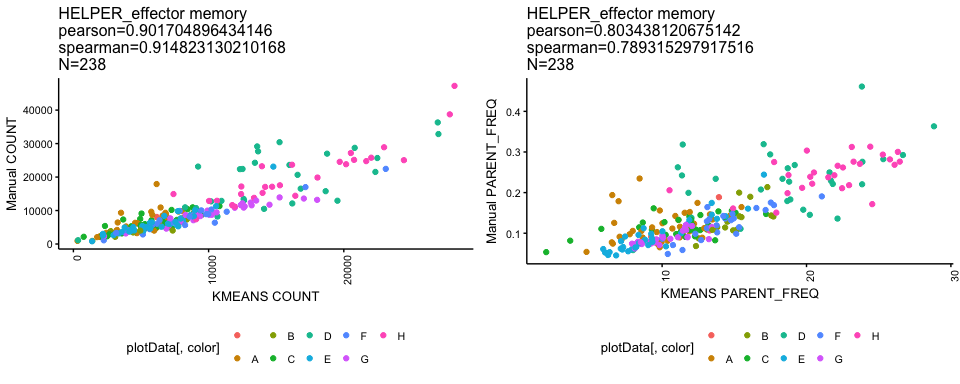 HELPER_effector memory
pearson=0.901704896434146
spearman=0.914823130210168
N=238
Manual COUNT
40000
30000
20000
10000
0
0
100000
200000
KMEANS COUNT
plotData[, color]
B D F H
A C E G
HELPER_effector memory
pearson=0.803438120675142
spearman=0.789315297917516
N=238
Manual PARENT_FREQ
0.4
0.3
0.2
0.1
10
20
30
KMEANS PARENT_FREQ
plotData[, color]
B D F H
A C E G